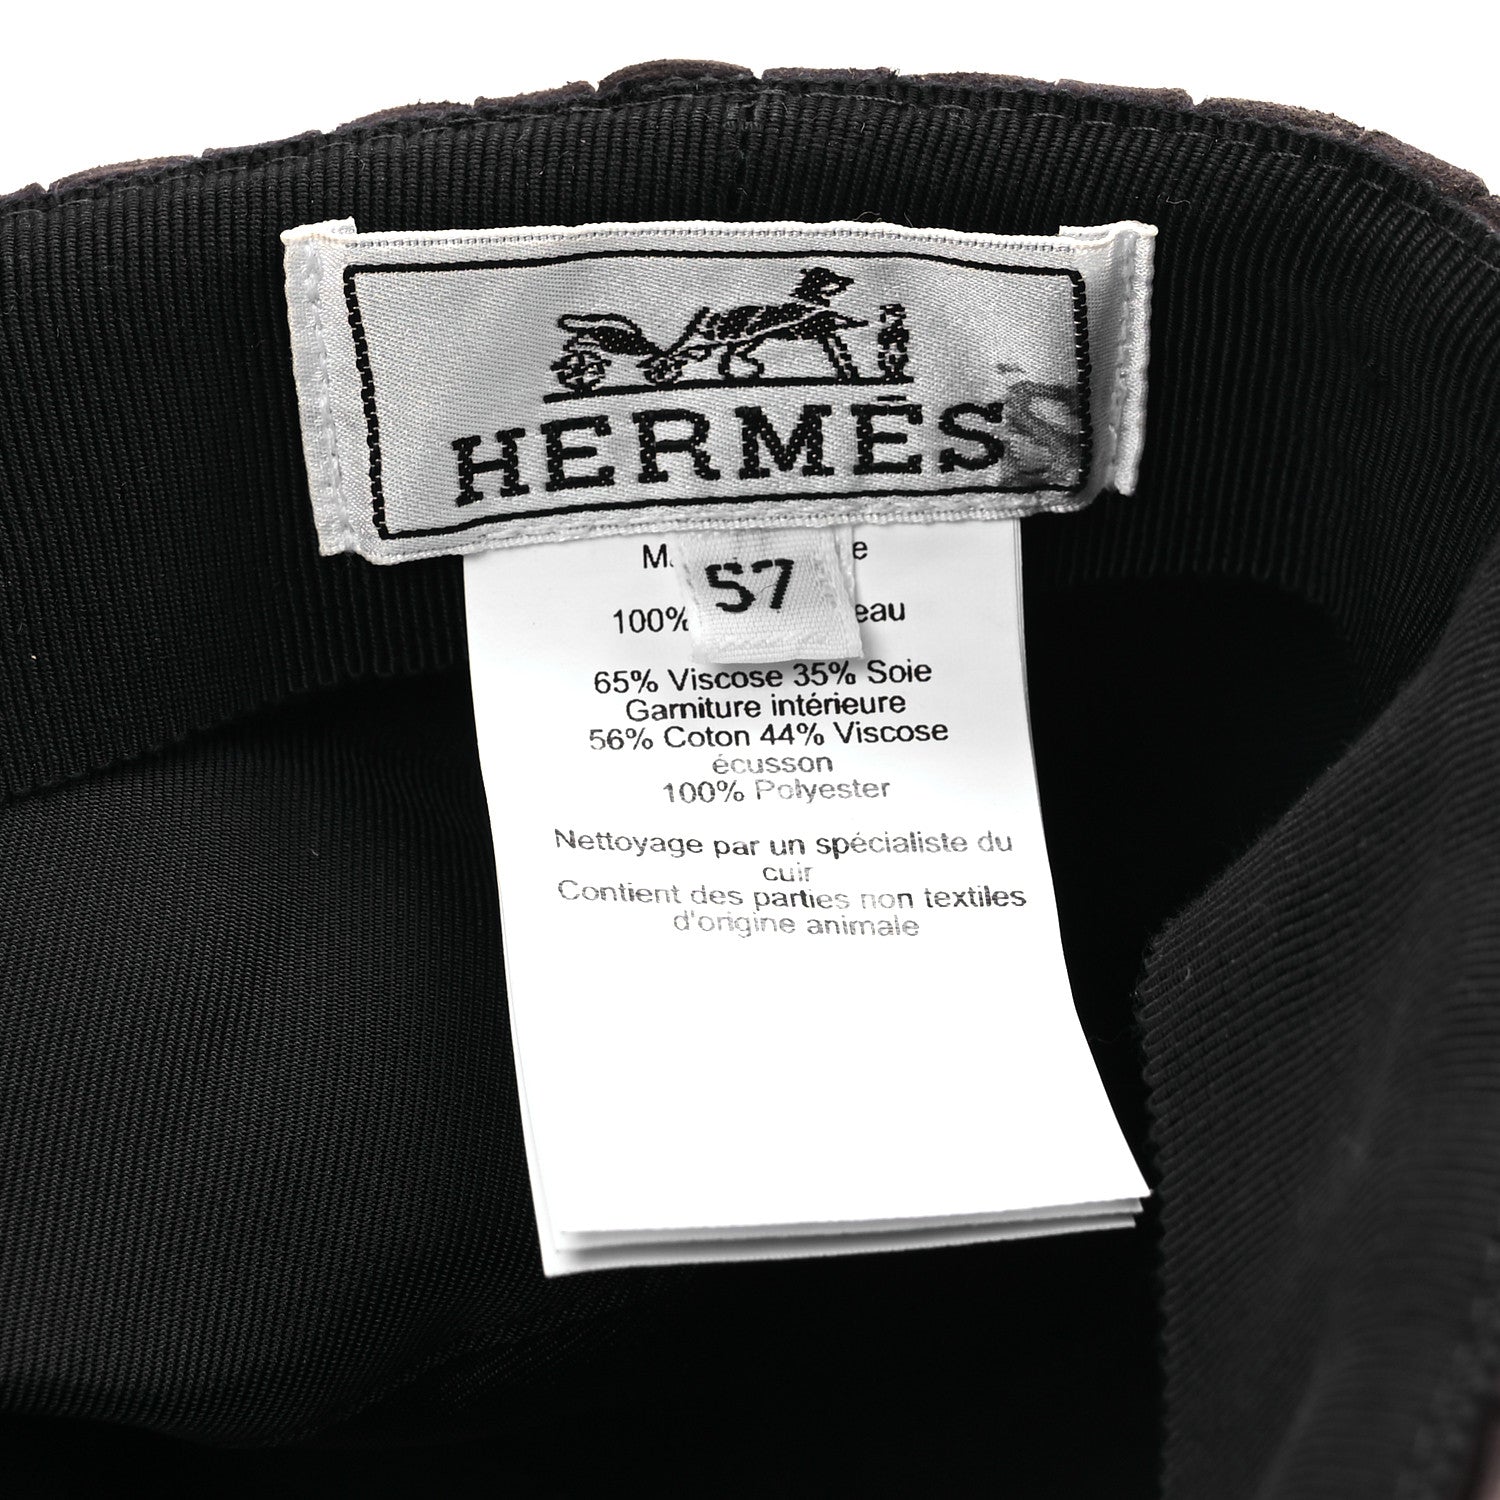 HERMÈS
57
100%
65% Viscose 35% Soie
Garniture intérieure
56% Coton 44% Viscose
écusson
100% Polyester
Nettoyage par un spécialiste du
cuir
Contient des parties non textiles
d'origine animale